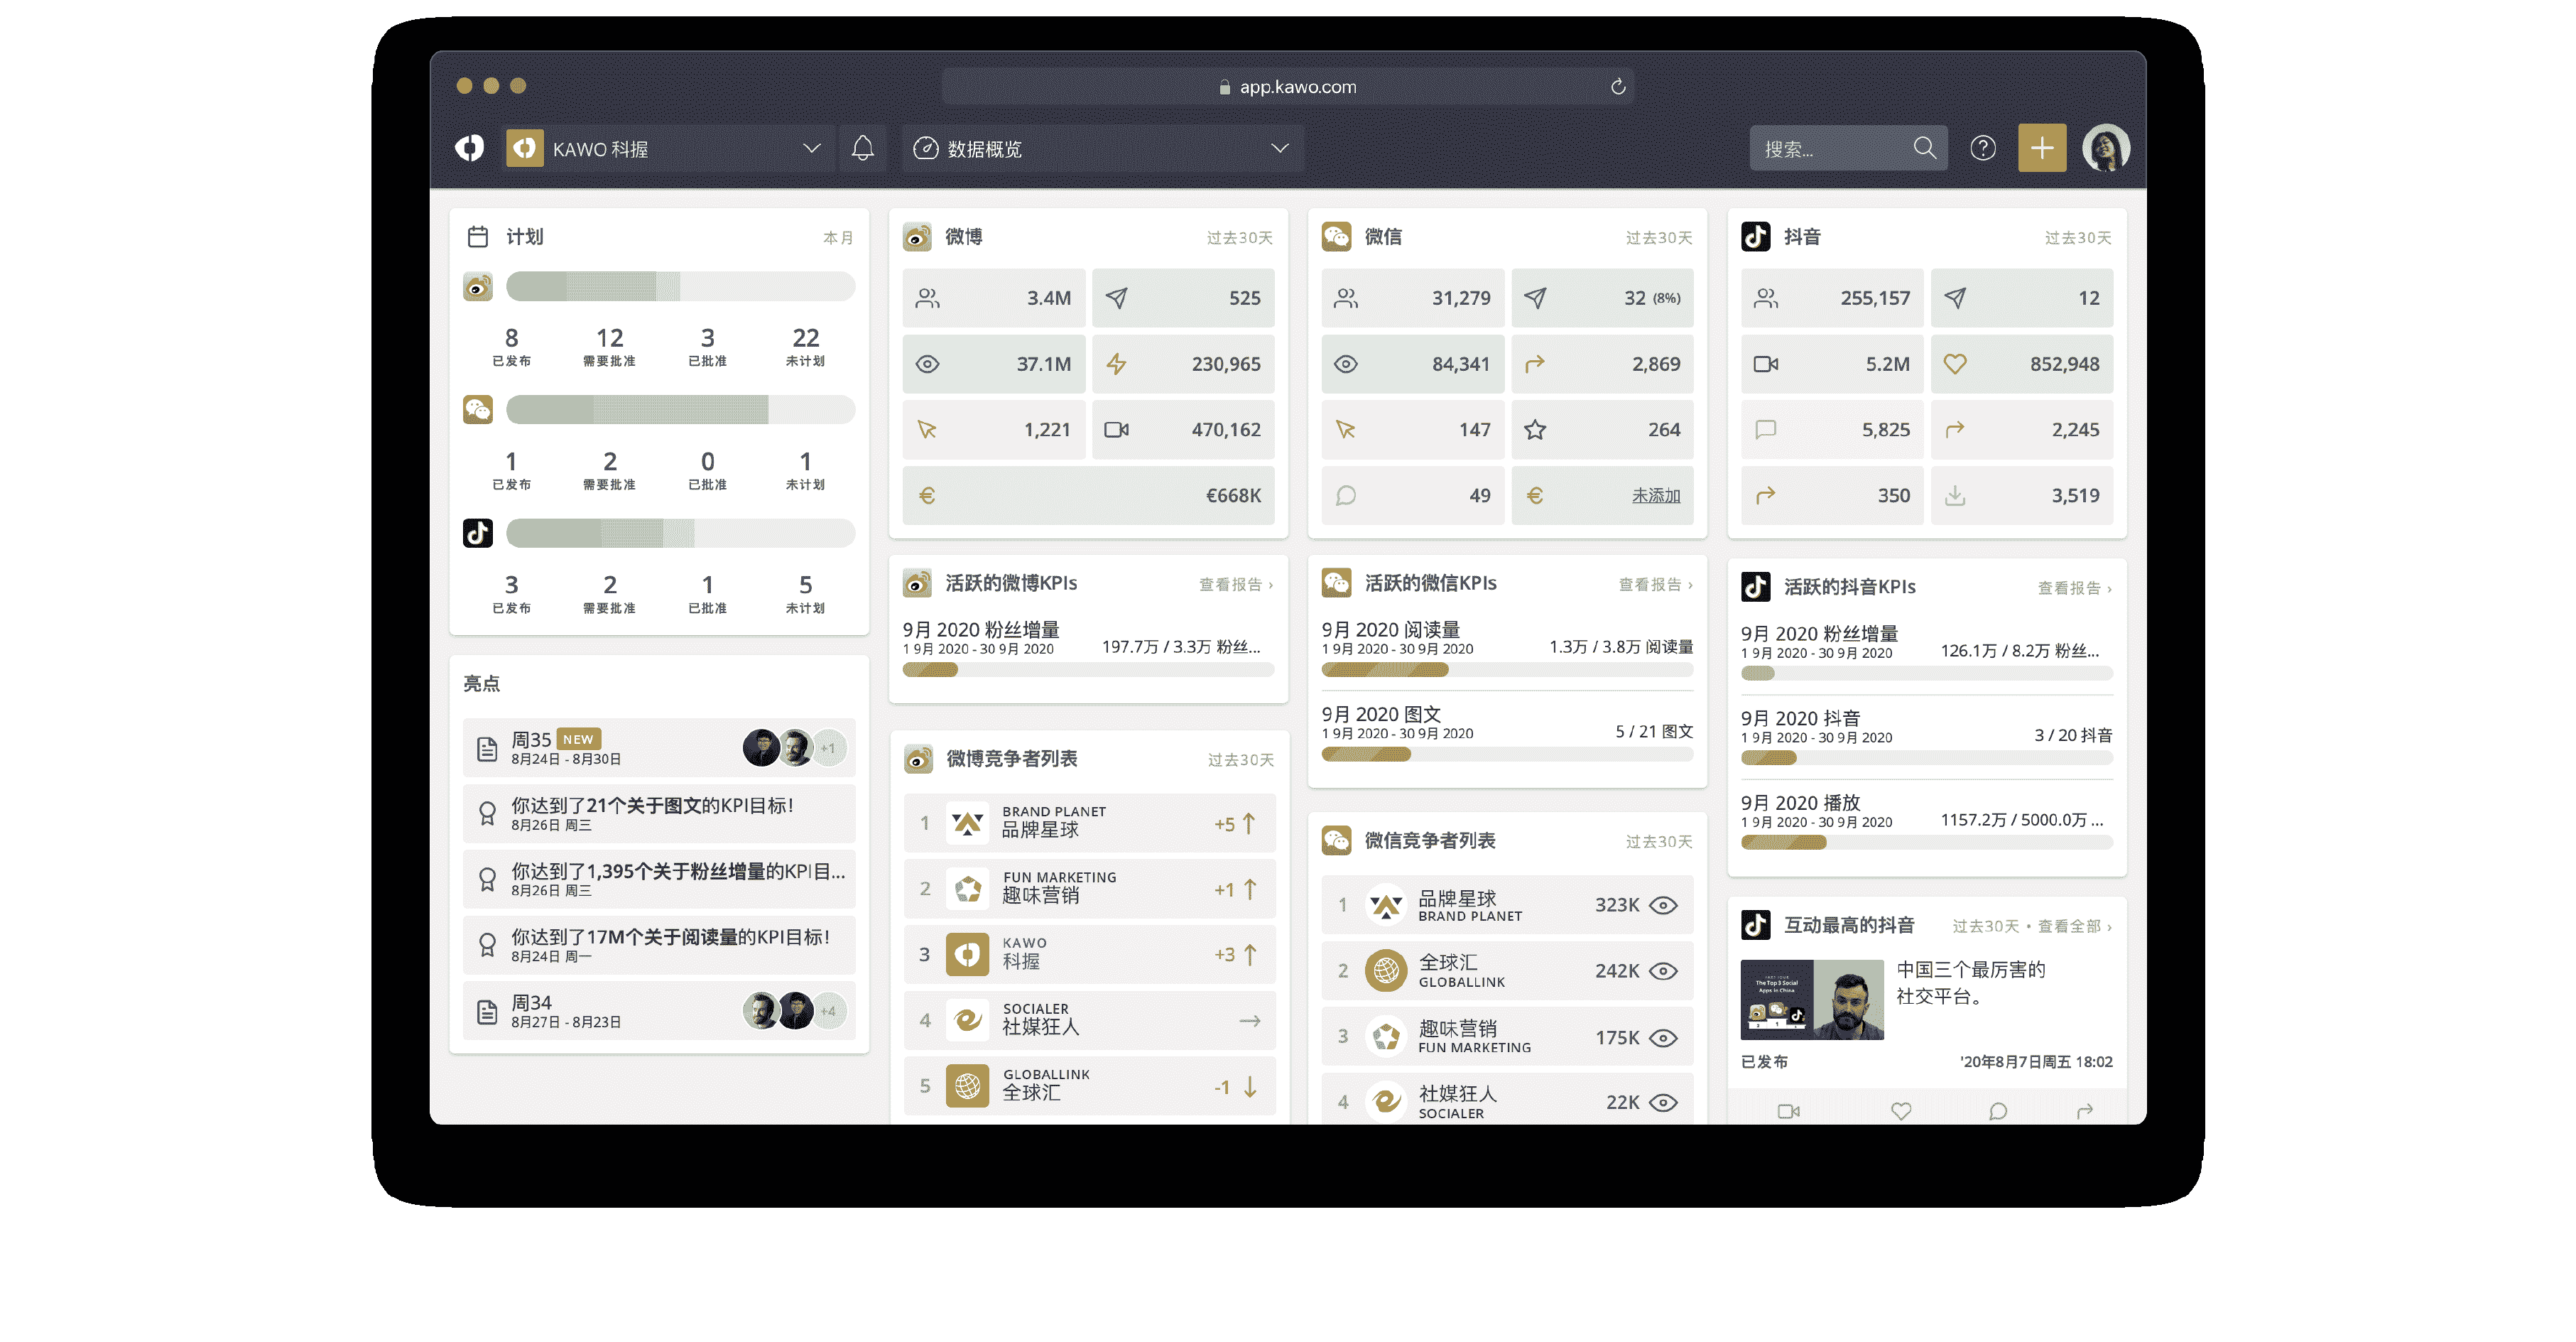 app.kawo.com
KAWO 科握
数据概览
搜索...
计划
本月
8
12
3
22
已发布
需要批准
已批准
未计划
1
2
0
1
已发布
需要批准
已批准
未计划
3
2
1
5
已发布
需要批准
已批准
未计划
亮点
周35 NEW
8月24日 - 8月30日
+1
你达到了21个关于图文的KPI目标！
8月26日 周三
你达到了1,395个关于粉丝增量的KPI目...
8月26日 周三
你达到了17M个关于阅读量的KPI目标！
8月24日 周一
周34
8月27日 - 8月23日
+4
微博
过去30天
3.4M
525
37.1M
230,965
1,221
470,162
€
€668K
活跃的微博KPIs
查看报告 ›
9月 2020 粉丝增量
1 9月 2020 - 30 9月 2020
197.7万 / 3.3万 粉丝...
微博竞争者列表
过去30天
1
BRAND PLANET
品牌星球
+5
2
FUN MARKETING
趣味营销
+1
3
KAWO
科握
+3
4
SOCIALER
社媒狂人
5
GLOBALLINK
全球汇
-1
微信
过去30天
31,279
32 (8%)
84,341
2,869
147
264
49
€
未添加
活跃的微信KPIs
查看报告 ›
9月 2020 阅读量
1 9月 2020 - 30 9月 2020
1.3万 / 3.8万 阅读量
9月 2020 图文
1 9月 2020 - 30 9月 2020
5 / 21 图文
微信竞争者列表
过去30天
1
品牌星球
BRAND PLANET
323K
2
全球汇
GLOBALLINK
242K
3
趣味营销
FUN MARKETING
175K
4
社媒狂人
SOCIALER
22K
抖音
过去30天
255,157
12
5.2M
852,948
5,825
2,245
350
3,519
活跃的抖音KPIs
查看报告 ›
9月 2020 粉丝增量
1 9月 2020 - 30 9月 2020
126.1万 / 8.2万 粉丝...
9月 2020 抖音
1 9月 2020 - 30 9月 2020
3 / 20 抖音
9月 2020 播放
1 9月 2020 - 30 9月 2020
1157.2万 / 5000.0万 ...
互动最高的抖音
过去30天 • 查看全部 ›
The Top 3 Social
Apps in China
中国三个最厉害的
社交平台。
已发布
'20年8月7日周五 18:02